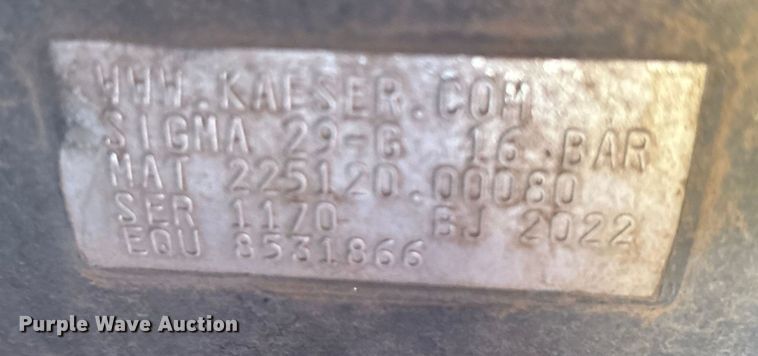 WWW.KAESER.COM
SIGMA 29-G 16 BAR
MAT 225120.00080
SER 1170 BJ 2022
EQU 8531866
Purple Wave Auction